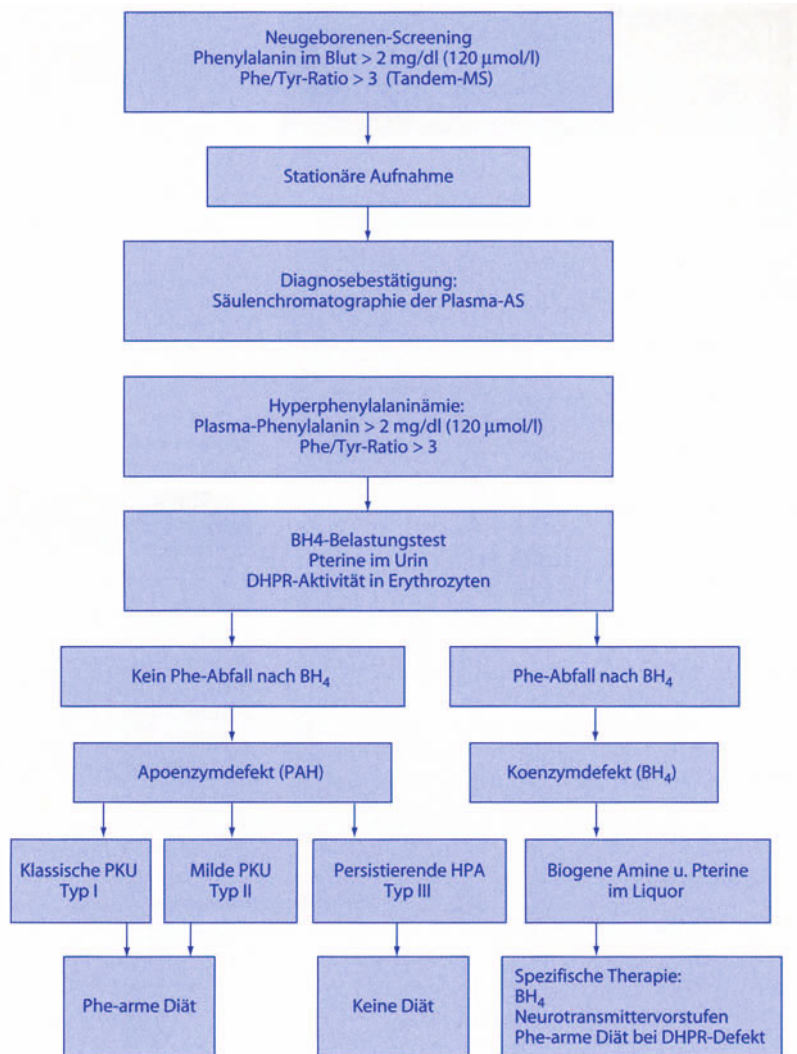 Neugeborenen-Screening
Phenylalanin im Blut > 2 mg/dl (120 µmol/l)
Phe/Tyr-Ratio > 3 (Tandem-MS)
Stationäre Aufnahme
Diagnosebestätigung:
Säulenchromatographie der Plasma-AS
Hyperphenylalaninämie:
Plasma-Phenylalanin > 2 mg/dl (120 µmol/l)
Phe/Tyr-Ratio > 3
BH4-Belastungstest
Pterine im Urin
DHPR-Aktivität in Erythrozyten
Kein Phe-Abfall nach BH₄
Phe-Abfall nach BH₄
Apoenzymdefekt (PAH)
Koenzymdefekt (BH₄)
Klassische PKU
Typ I
Milde PKU
Typ II
Persistierende HPA
Typ III
Biogene Amine u. Pterine
im Liquor
Phe-arme Diät
Keine Diät
Spezifische Therapie:
BH₄
Neurotransmittervorstufen
Phe-arme Diät bei DHPR-Defekt